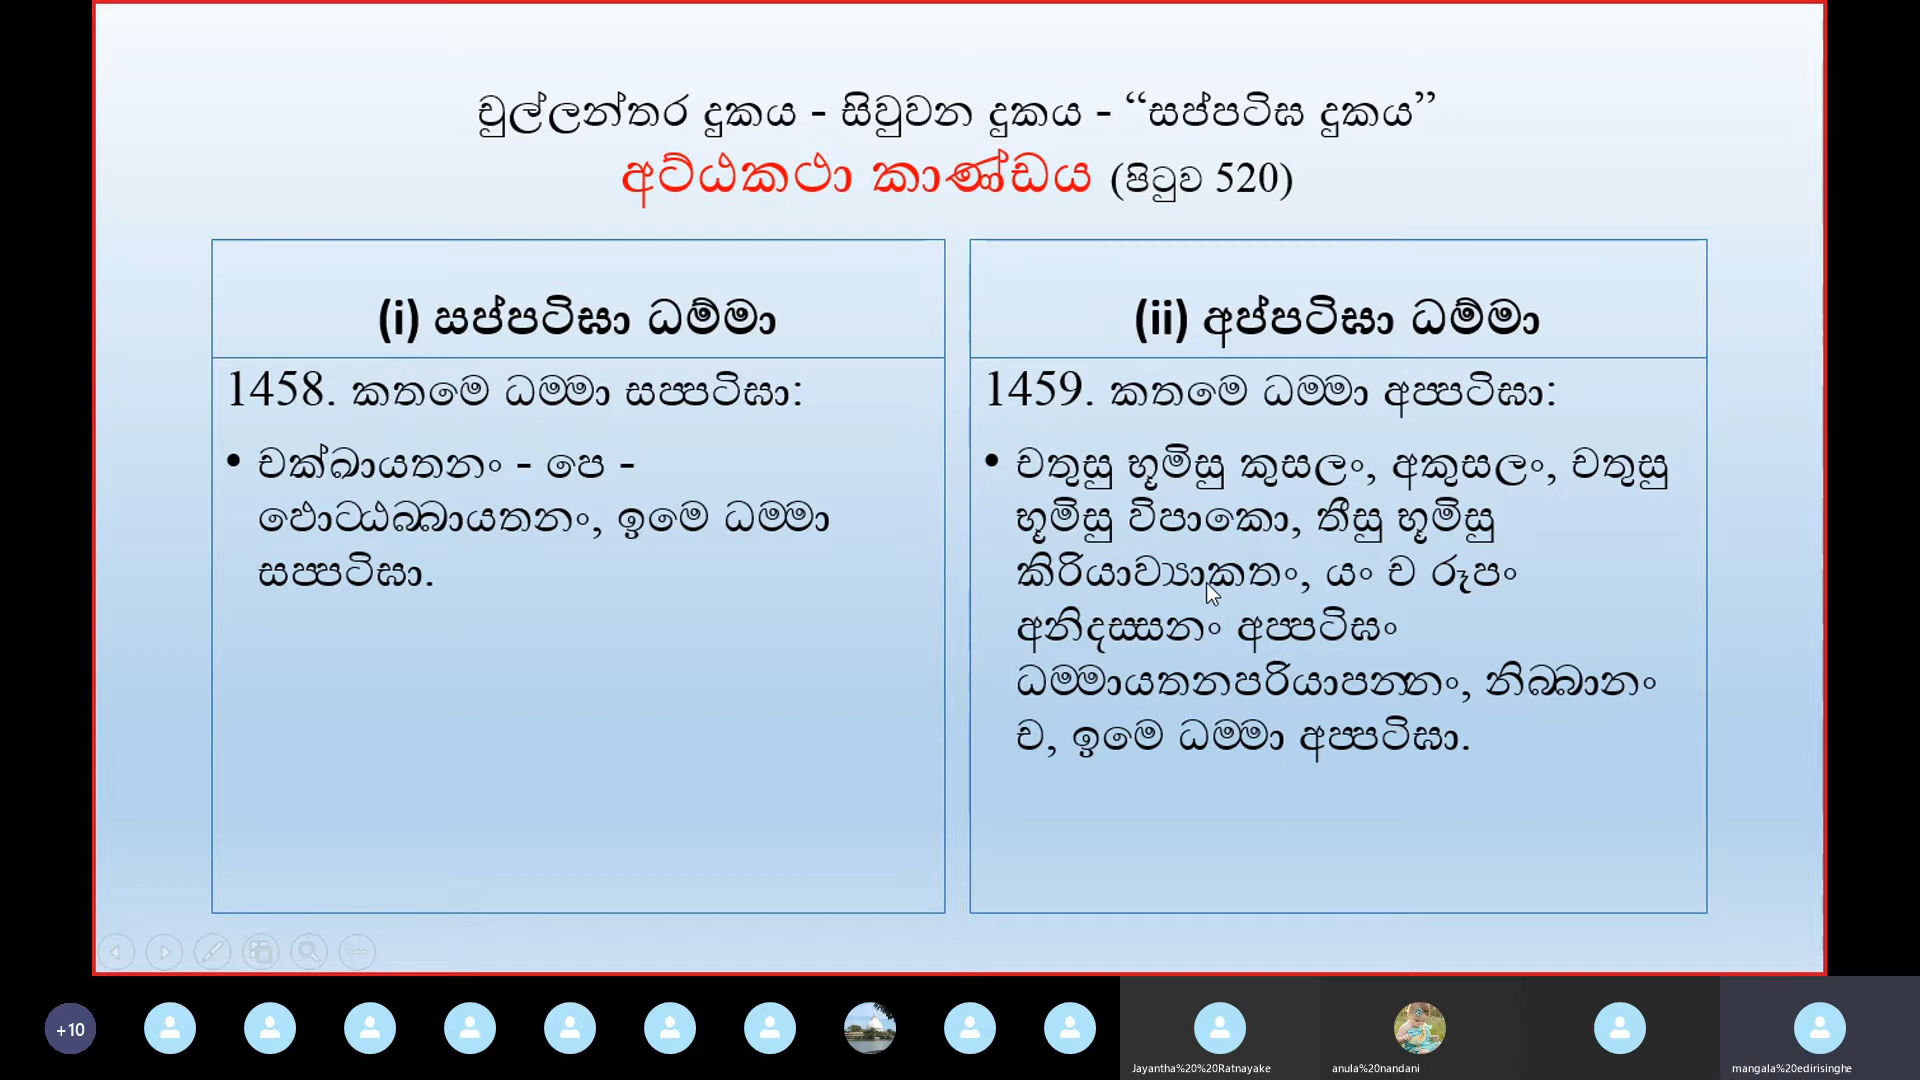 චුල්ලන්තර දුකය - සිවුවන දුකය - “සප්පටිඝ දුකය”
අට්ඨකථා කාණ්ඩය (පිටුව 520)
(i) සප්පටිඝා ධම්මා
1458. කතමෙ ධම්මා සප්පටිඝා:
• චක්ඛායතනං - පෙ -
ඵොට්ඨබ්බායතනං, ඉමෙ ධම්මා
සප්පටිඝා.
(ii) අප්පටිඝා ධම්මා
1459. කතමෙ ධම්මා අප්පටිඝා:
• චතුසු භූමිසු කුසලං, අකුසලං, චතුසු
භූමිසු විපාකො, තීසු භූමිසු
කිරියාව්‍යාකතං, යං ච රූපං
අනිදස්සනං අප්පටිඝං
ධම්මායතනපරියාපන්නං, නිබ්බානං
ච, ඉමෙ ධම්මා අප්පටිඝා.
+10
Jayantha%20%20Ratnayake
anula%20nandani
mangala%20edirisinghe